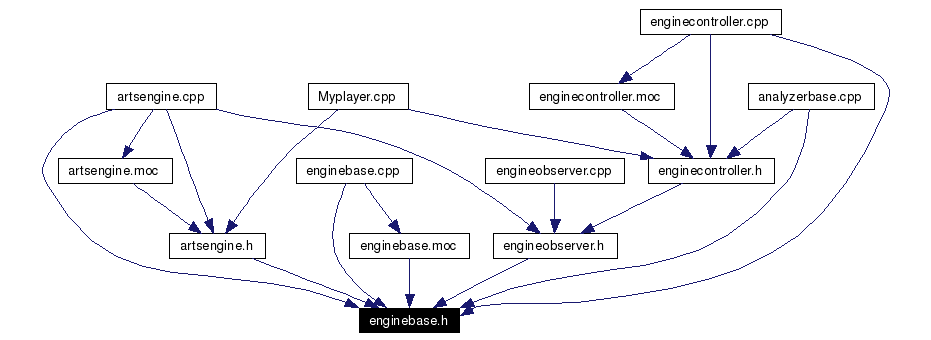 enginecontroller.cpp
artsengine.cpp
Myplayer.cpp
enginecontroller.moc
analyzerbase.cpp
artsengine.moc
enginebase.cpp
engineobserver.cpp
enginecontroller.h
artsengine.h
enginebase.moc
engineobserver.h
enginebase.h